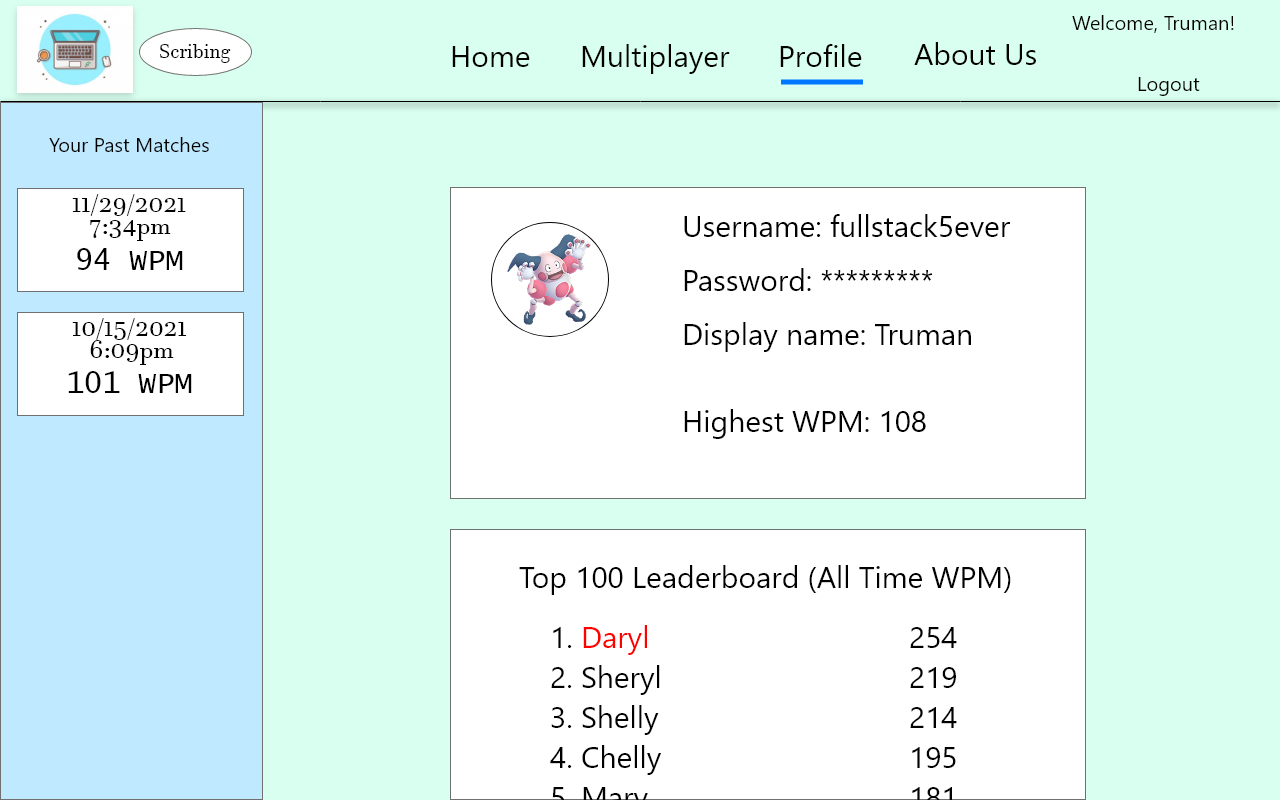 Scribing
Home
Multiplayer
Profile
About Us
Welcome, Truman!
Logout
Your Past Matches
11/29/2021
7:34pm
94 WPM
10/15/2021
6:09pm
101 WPM
Username: fullstack5ever
Password: *********
Display name: Truman
Highest WPM: 108
Top 100 Leaderboard (All Time WPM)
1. Daryl 254
2. Sheryl 219
3. Shelly 214
4. Chelly 195
5. Mary 181